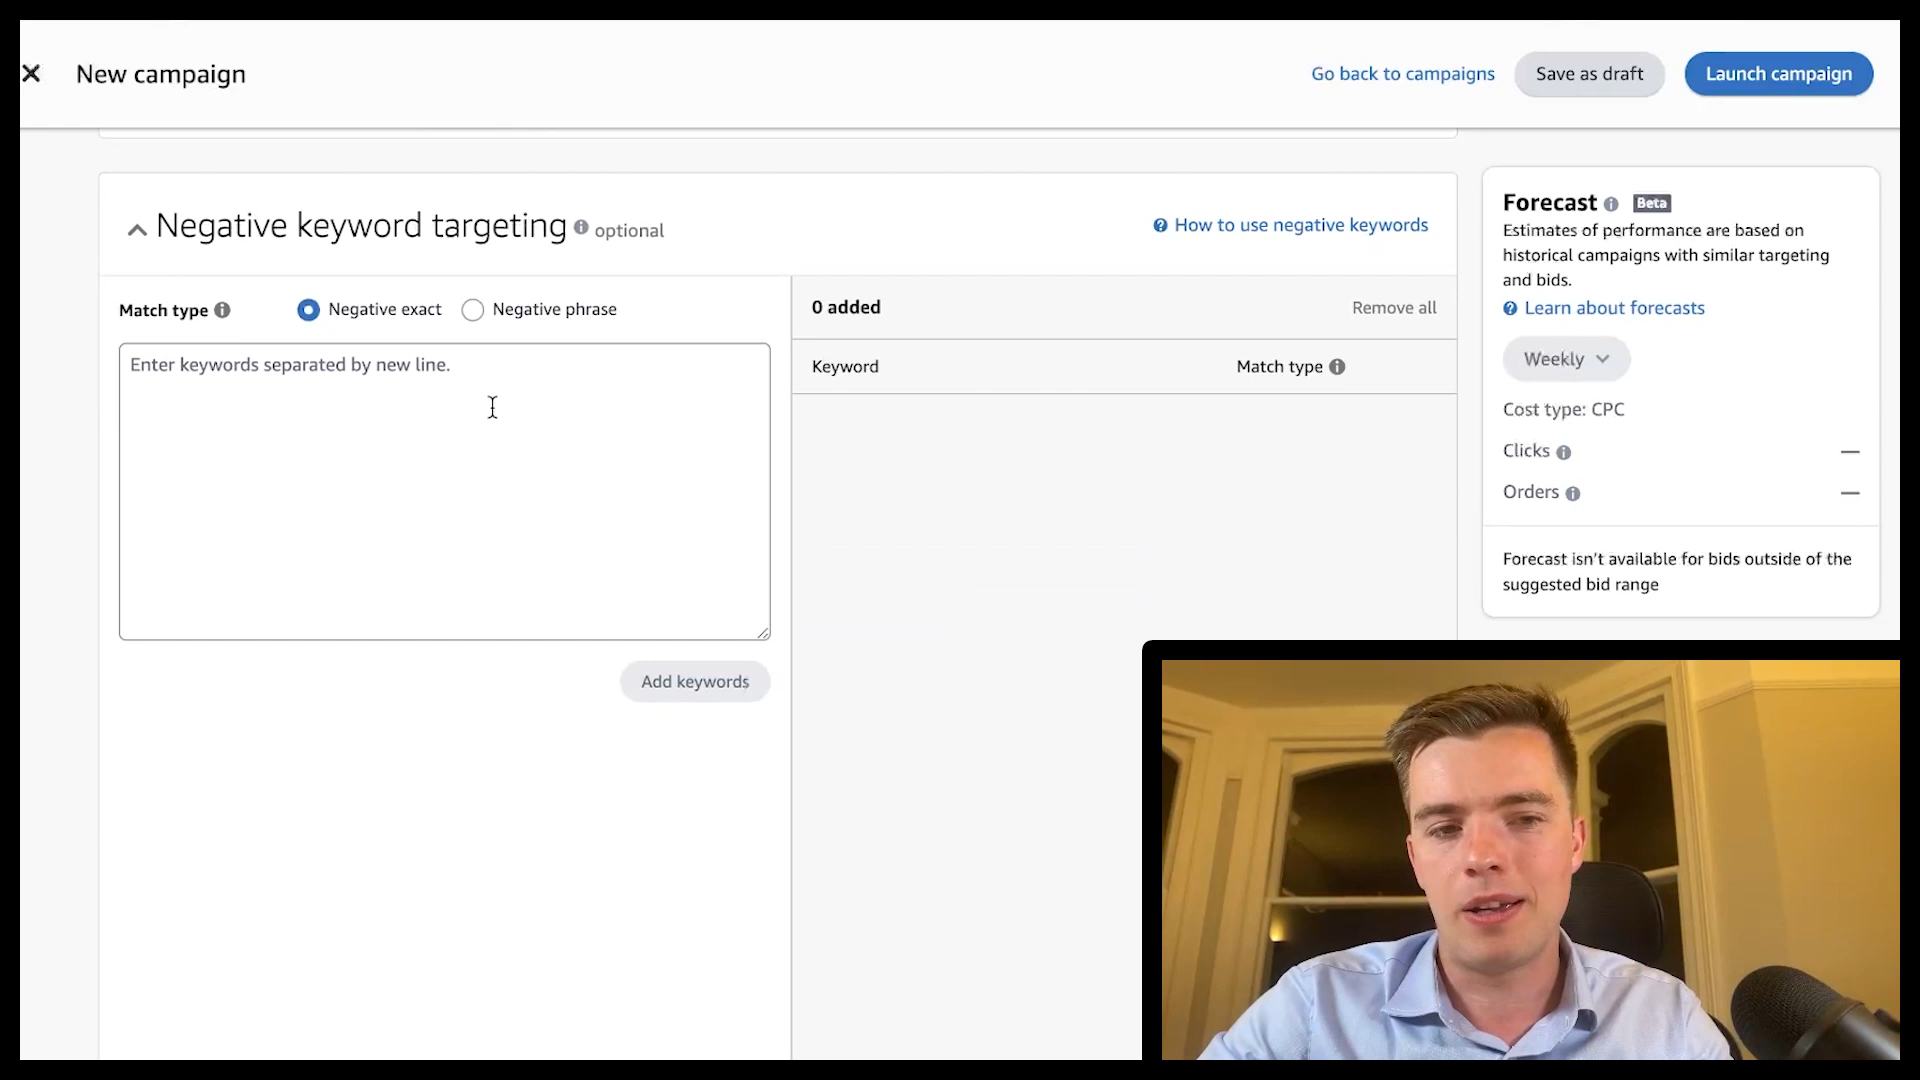 New campaign
Go back to campaigns
Save as draft
Launch campaign
Negative keyword targeting optional
How to use negative keywords
Match type
Negative exact
Negative phrase
Enter keywords separated by new line.
Add keywords
0 added
Remove all
Keyword
Match type
Forecast Beta
Estimates of performance are based on
historical campaigns with similar targeting
and bids.
Learn about forecasts
Weekly
Cost type: CPC
Clicks —
Orders —
Forecast isn't available for bids outside of the
suggested bid range